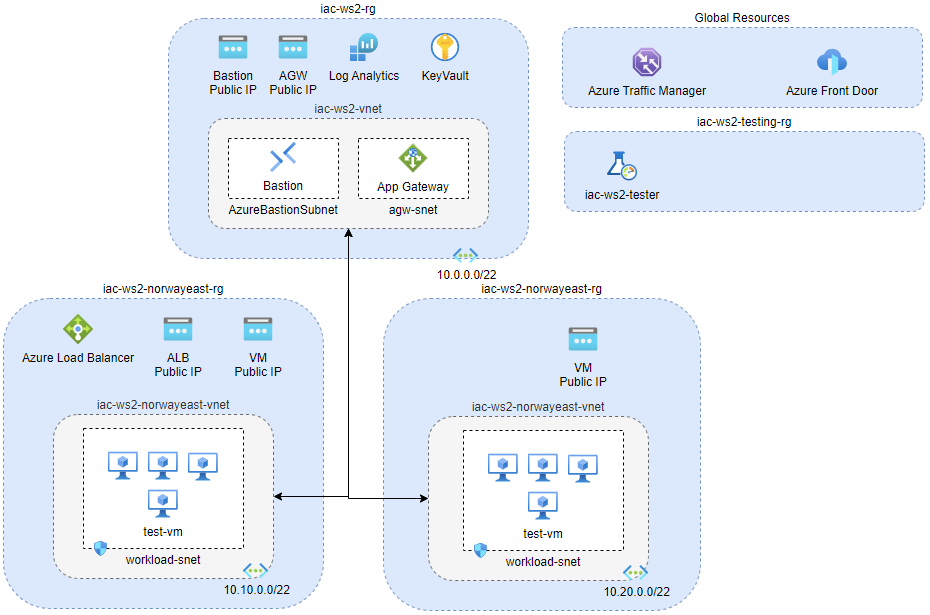 iac-ws2-rg
Bastion
Public IP
AGW
Public IP
Log Analytics
KeyVault
iac-ws2-vnet
Bastion
App Gateway
AzureBastionSubnet
agw-snet
10.0.0.0/22
Global Resources
Azure Traffic Manager
Azure Front Door
iac-ws2-testing-rg
iac-ws2-tester
iac-ws2-norwayeast-rg
Azure Load Balancer
ALB
Public IP
VM
Public IP
iac-ws2-norwayeast-vnet
test-vm
workload-snet
10.10.0.0/22
iac-ws2-norwayeast-rg
VM
Public IP
iac-ws2-norwayeast-vnet
test-vm
workload-snet
10.20.0.0/22